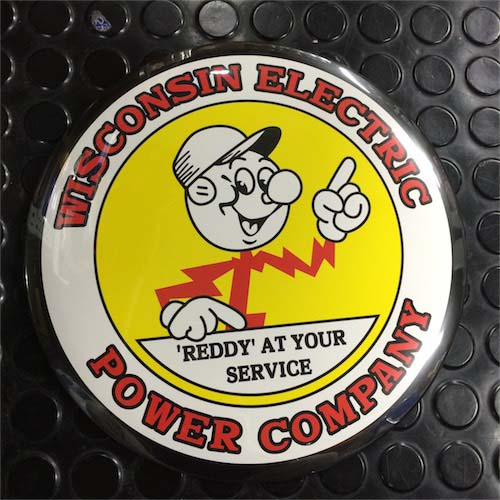 WISCONSIN ELECTRIC
'REDDY' AT YOUR
SERVICE
POWER COMPANY